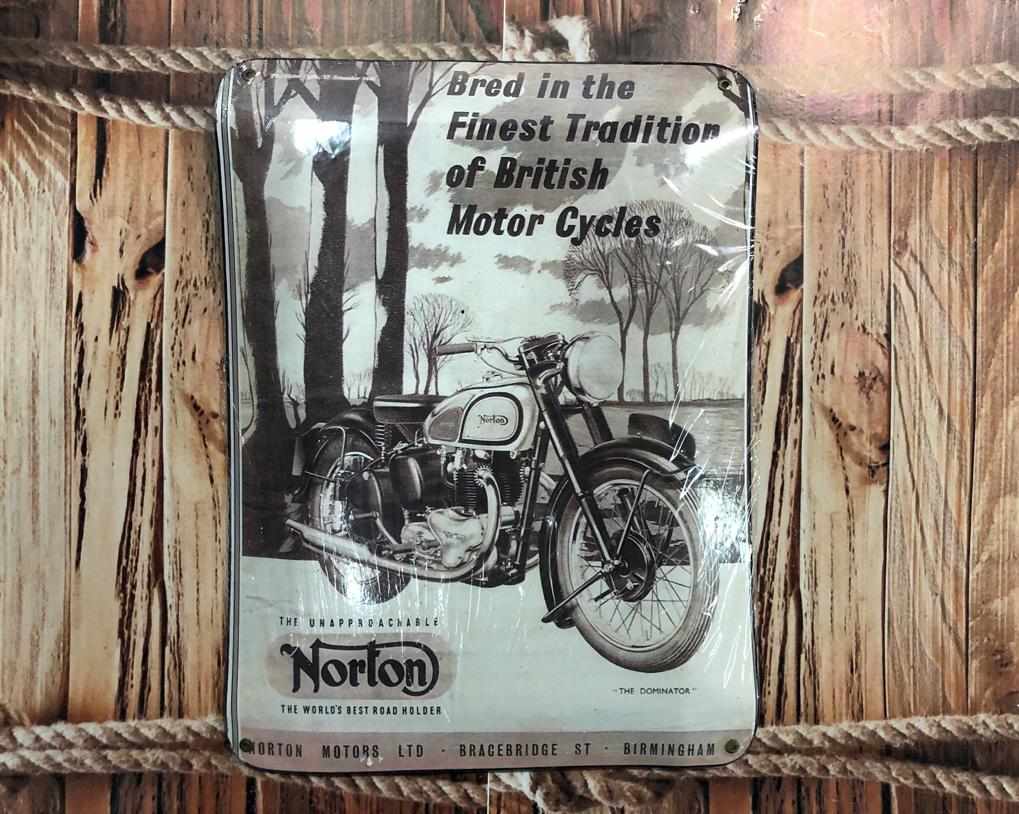 Bred in the
Finest Tradition
of British
Motor Cycles
Norton
THE UNAPPROACHABLE
Norton
THE WORLD'S BEST ROAD HOLDER
"THE DOMINATOR"
NORTON MOTORS LTD · BRACEBRIDGE ST · BIRMINGHAM